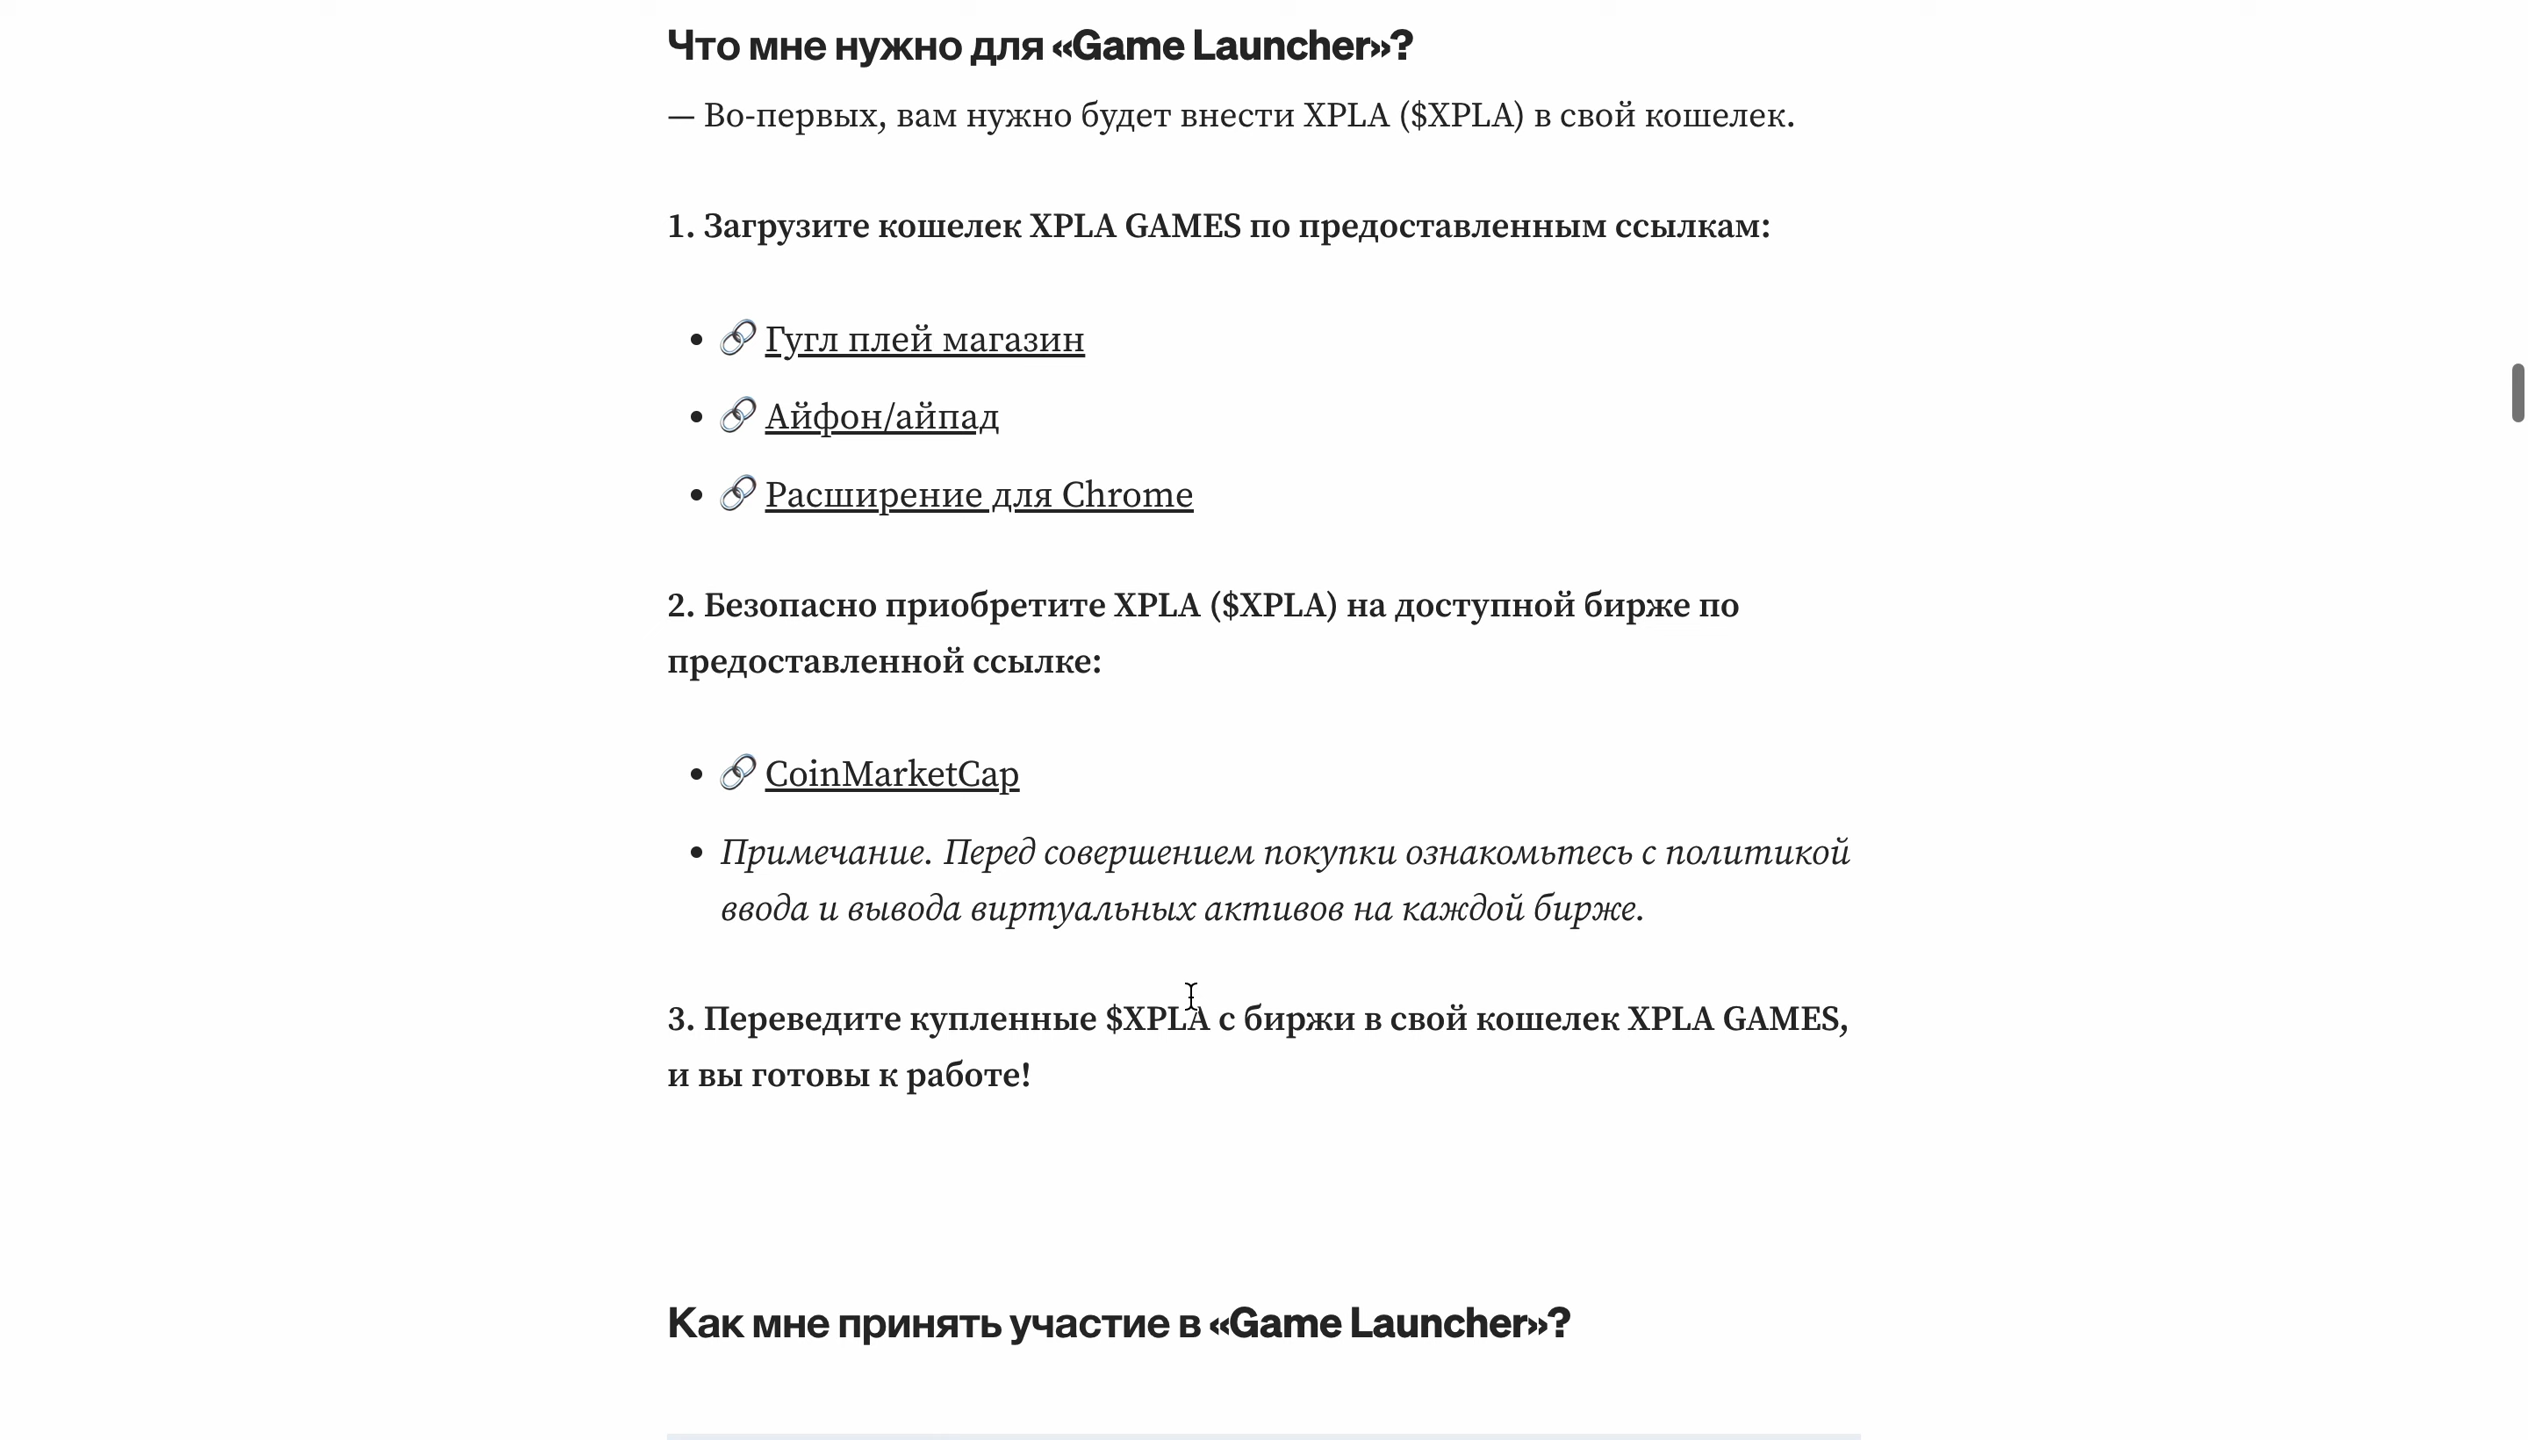 Что мне нужно для «Game Launcher»?
— Во-первых, вам нужно будет внести XPLA ($XPLA) в свой кошелек.
1. Загрузите кошелек XPLA GAMES по предоставленным ссылкам:
• 🔗 Гугл плей магазин
• 🔗 Айфон/айпад
• 🔗 Расширение для Chrome
2. Безопасно приобретите XPLA ($XPLA) на доступной бирже по
предоставленной ссылке:
• 🔗 CoinMarketCap
• Примечание. Перед совершением покупки ознакомьтесь с политикой
ввода и вывода виртуальных активов на каждой бирже.
3. Переведите купленные $XPLA с биржи в свой кошелек XPLA GAMES,
и вы готовы к работе!
Как мне принять участие в «Game Launcher»?